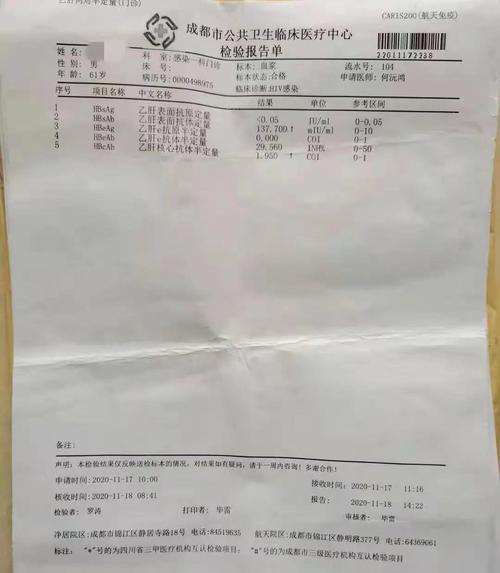 乙肝两对半定量(门诊)
CARIS200(航天免疫)
成都市公共卫生临床医疗中心
检验报告单
22011172238
姓名:
性别: 男
年龄: 61岁
科室:感染一科门诊
床号:
病历号:0000498975
标本:血浆
标本状态:合格
临床诊断:HIV感染
流水号: 104
申请医师:何沅鸿
序号 项目 中文名称 结果 单位 参考区间
1 HBsAg 乙肝表面抗原定量 <0.05 IU/ml 0-0.05
2 HBsAb 乙肝表面抗体定量 137.700↑ mIU/ml 0-10
3 HBeAg 乙肝e抗原半定量 0.000 COI 0-1
4 HBeAb 乙肝e抗体半定量 29.560 INH% 0-50
5 HBcAb 乙肝核心抗体半定量 1.950 ↑ COI 0-1
备注:
声明:本检验结果仅反映送检标本的情况。对结果如有疑问,请于一周内咨询!多谢合作!
申请时间:2020-11-17 10:00
接收时间:2020-11-17 11:16
核收时间:2020-11-18 08:41
报告: 2020-11-18 14:22
检验者: 罗涛 打印: 毕雷
审核者: 毕雷
净居院区:成都市锦江区静居寺路18号 电话:84519635
航天院区:成都市锦江区静明路377号 电话:64369061
标注:"*"号为四川省三甲医疗机构互认检验项目;
"#"号为成都市三级医疗机构互认检验项目。